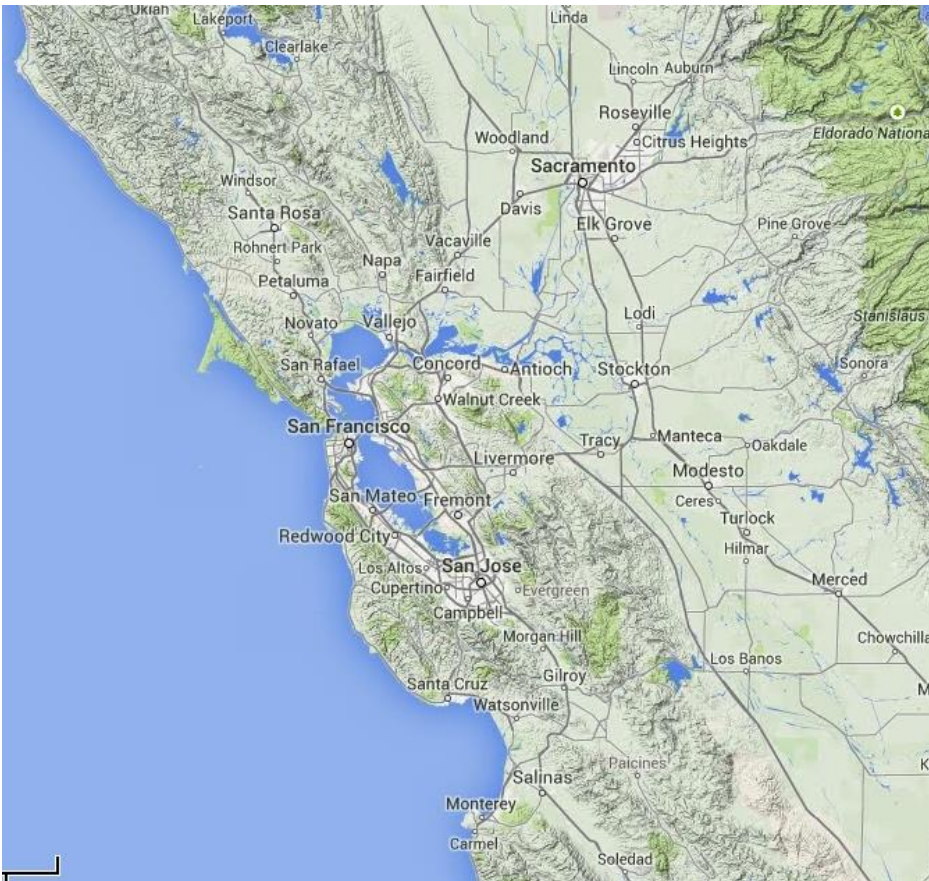 Ukiah
Lakeport
Linda
Clearlake
Lincoln
Auburn
Roseville
Woodland
Citrus Heights
Eldorado Nationa
Sacramento
Windsor
Davis
Santa Rosa
Elk Grove
Pine Grove
Rohnert Park
Vacaville
Napa
Fairfield
Petaluma
Lodi
Stanislaus
Novato
Vallejo
San Rafael
Concord
Antioch
Stockton
Sonora
Walnut Creek
San Francisco
Tracy
Manteca
Oakdale
Livermore
Modesto
San Mateo
Fremont
Ceres
Turlock
Redwood City
Hilmar
Los Altos
San Jose
Cupertino
Evergreen
Merced
Campbell
Morgan Hill
Chowchilla
Los Banos
Gilroy
Santa Cruz
M
Watsonville
Paicines
K
Salinas
Monterey
Carmel
Soledad